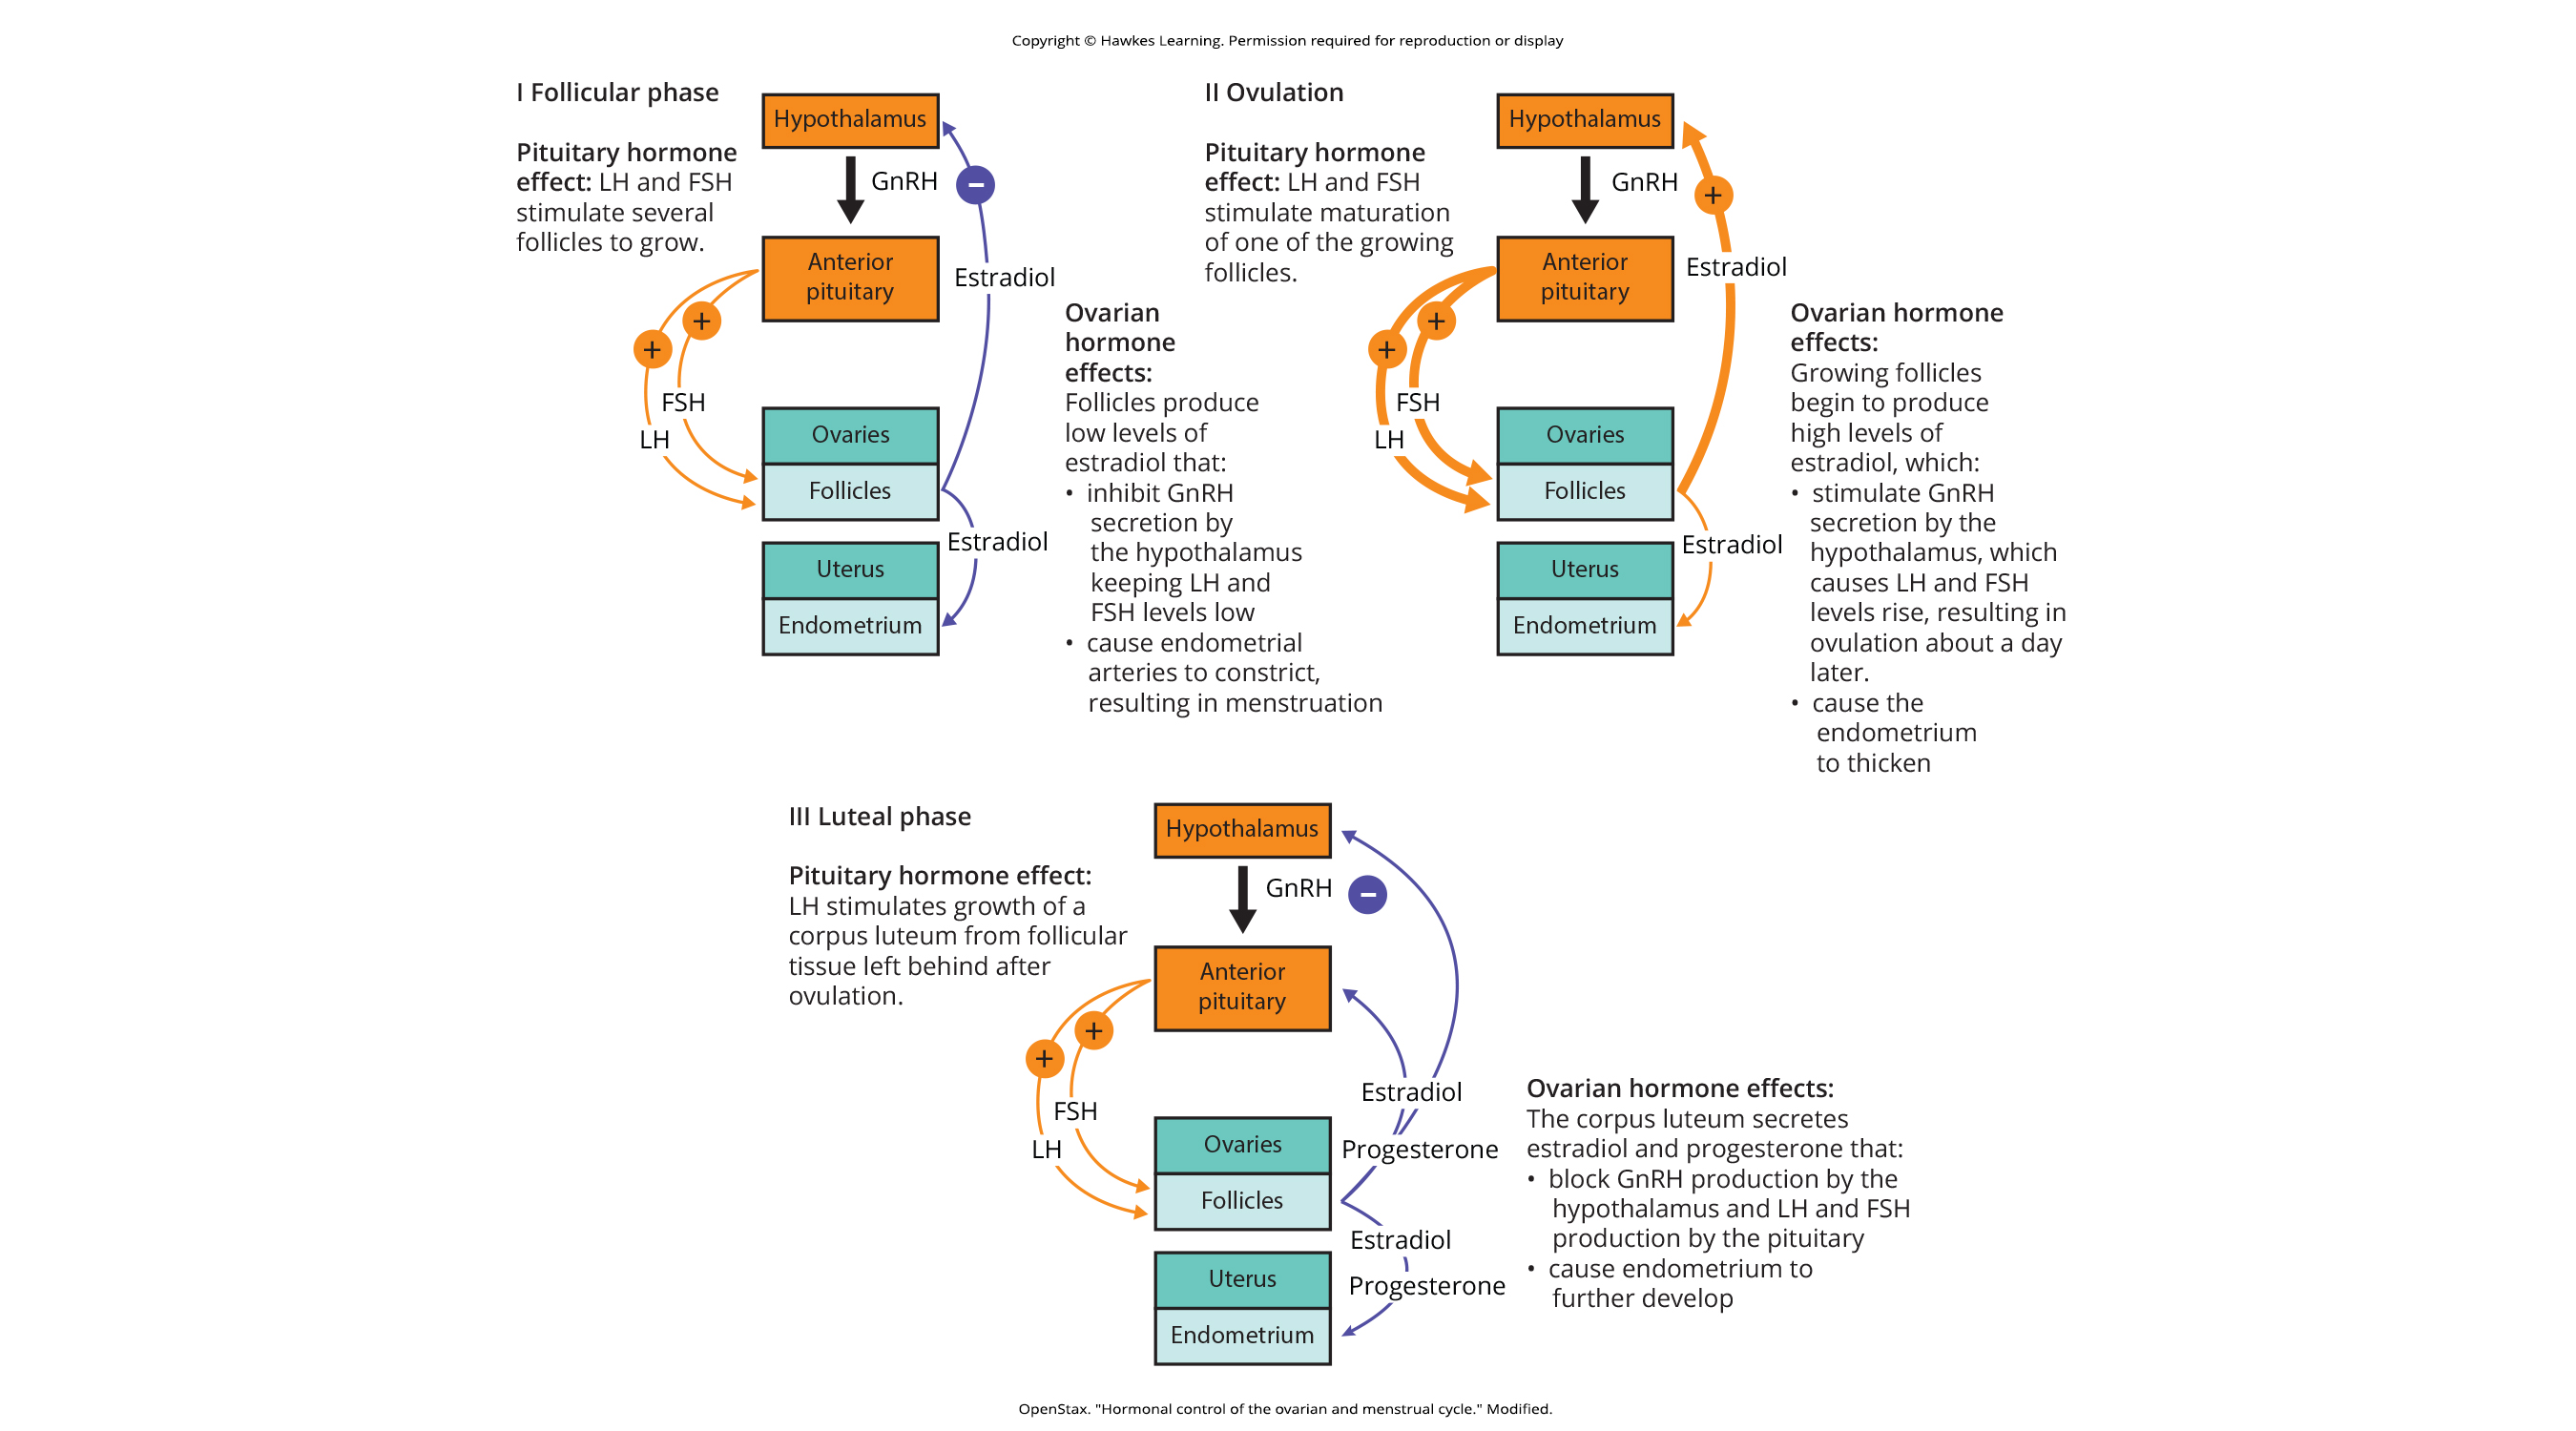 Copyright © Hawkes Learning. Permission required for reproduction or display
I Follicular phase
Pituitary hormone
effect: LH and FSH
stimulate several
follicles to grow.
Hypothalamus
GnRH
−
Anterior
pituitary
Estradiol
+
+
FSH
LH
Ovaries
Follicles
Estradiol
Uterus
Endometrium
Ovarian
hormone
effects:
Follicles produce
low levels of
estradiol that:
• inhibit GnRH
secretion by
the hypothalamus
keeping LH and
FSH levels low
• cause endometrial
arteries to constrict,
resulting in menstruation
II Ovulation
Pituitary hormone
effect: LH and FSH
stimulate maturation
of one of the growing
follicles.
Hypothalamus
GnRH
+
Anterior
pituitary
Estradiol
+
+
FSH
LH
Ovaries
Follicles
Estradiol
Uterus
Endometrium
Ovarian hormone
effects:
Growing follicles
begin to produce
high levels of
estradiol, which:
• stimulate GnRH
secretion by the
hypothalamus, which
causes LH and FSH
levels rise, resulting in
ovulation about a day
later.
• cause the
endometrium
to thicken
III Luteal phase
Pituitary hormone effect:
LH stimulates growth of a
corpus luteum from follicular
tissue left behind after
ovulation.
Hypothalamus
GnRH
−
Anterior
pituitary
+
+
FSH
LH
Estradiol
Progesterone
Ovaries
Follicles
Estradiol
Progesterone
Uterus
Endometrium
Ovarian hormone effects:
The corpus luteum secretes
estradiol and progesterone that:
• block GnRH production by the
hypothalamus and LH and FSH
production by the pituitary
• cause endometrium to
further develop
OpenStax. "Hormonal control of the ovarian and menstrual cycle." Modified.